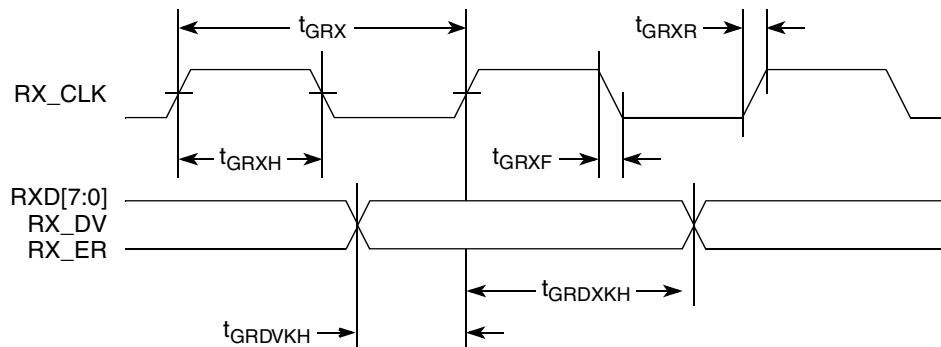 tGRX
tGRXR
RX_CLK
tGRXH
tGRXF
RXD[7:0]
RX_DV
RX_ER
tGRDXKH
tGRDVKH